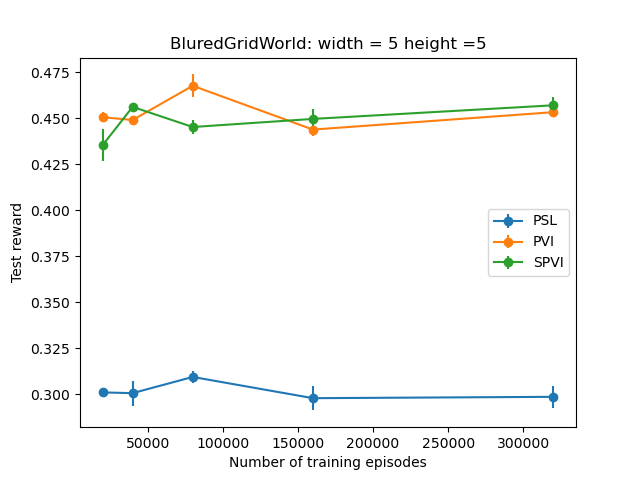 BluredGridWorld: width = 5 height =5
Test reward
0.475
0.450
0.425
0.400
0.375
0.350
0.325
0.300
PSL
PVI
SPVI
50000 100000 150000 200000 250000 300000
Number of training episodes